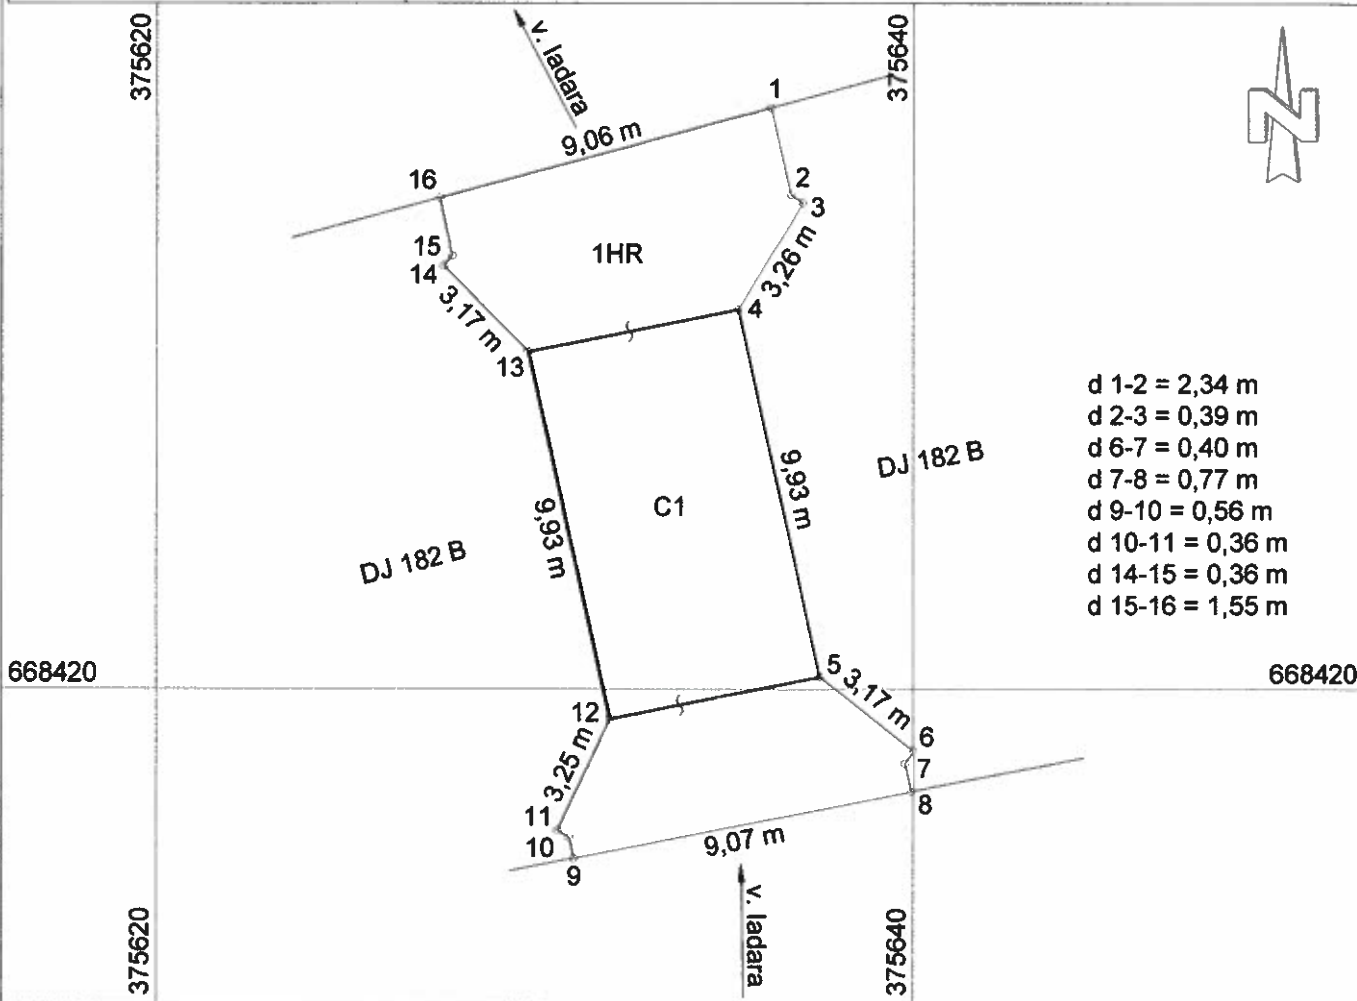 375620
375640
v. Iadara
1
9,06 m
16
2
3
15
14
1HR
3,26 m
3,17 m
4
13
d 1-2 = 2,34 m
d 2-3 = 0,39 m
d 6-7 = 0,40 m
d 7-8 = 0,77 m
d 9-10 = 0,56 m
d 10-11 = 0,36 m
d 14-15 = 0,36 m
d 15-16 = 1,55 m
DJ 182 B
9,93 m
C1
9,93 m
DJ 182 B
668420
668420
5
3,17 m
12
6
7
3,25 m
8
11
10
9,07 m
9
v. Iadara
375620
375640
N